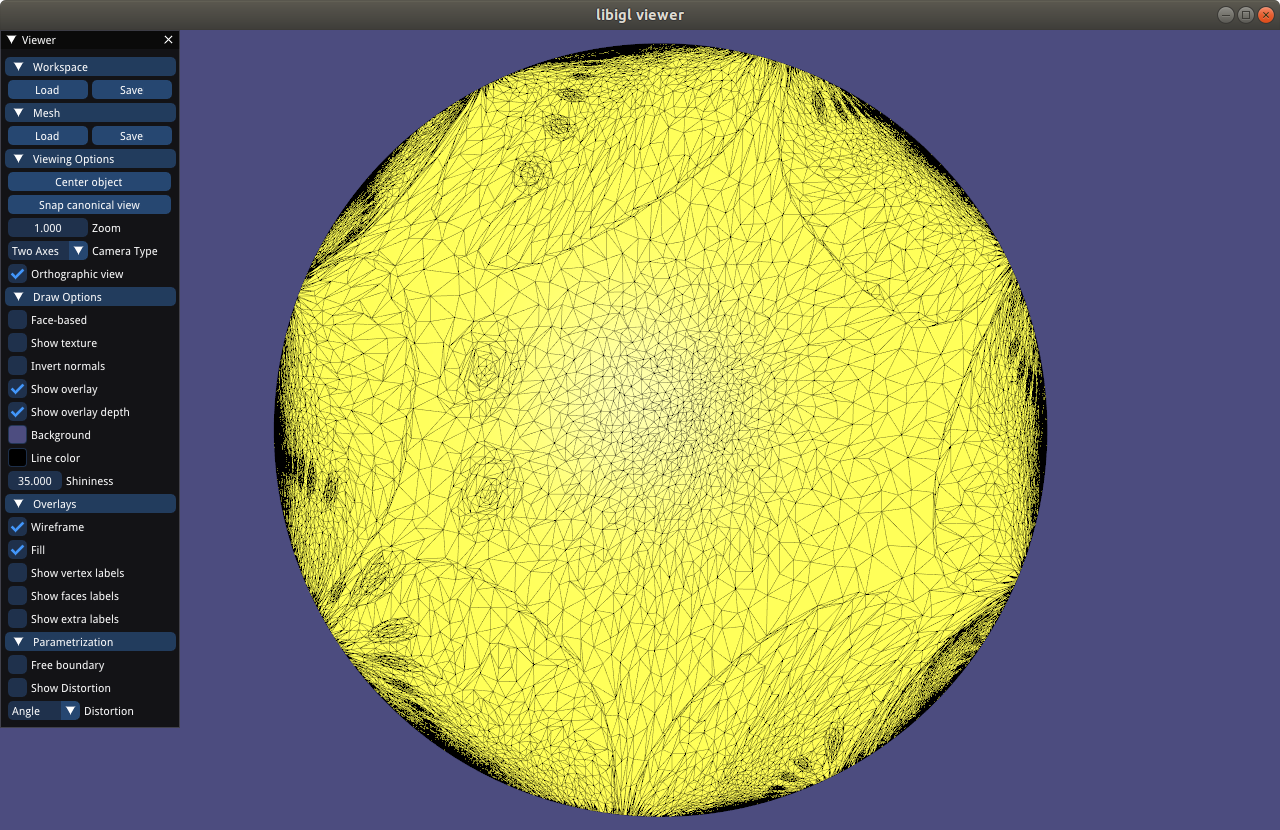 libigl viewer
Viewer
Workspace
Load Save
Mesh
Load Save
Viewing Options
Center object
Snap canonical view
1.000 Zoom
Two Axes Camera Type
Orthographic view
Draw Options
Face-based
Show texture
Invert normals
Show overlay
Show overlay depth
Background
Line color
35.000 Shininess
Overlays
Wireframe
Fill
Show vertex labels
Show faces labels
Show extra labels
Parametrization
Free boundary
Show Distortion
Angle Distortion